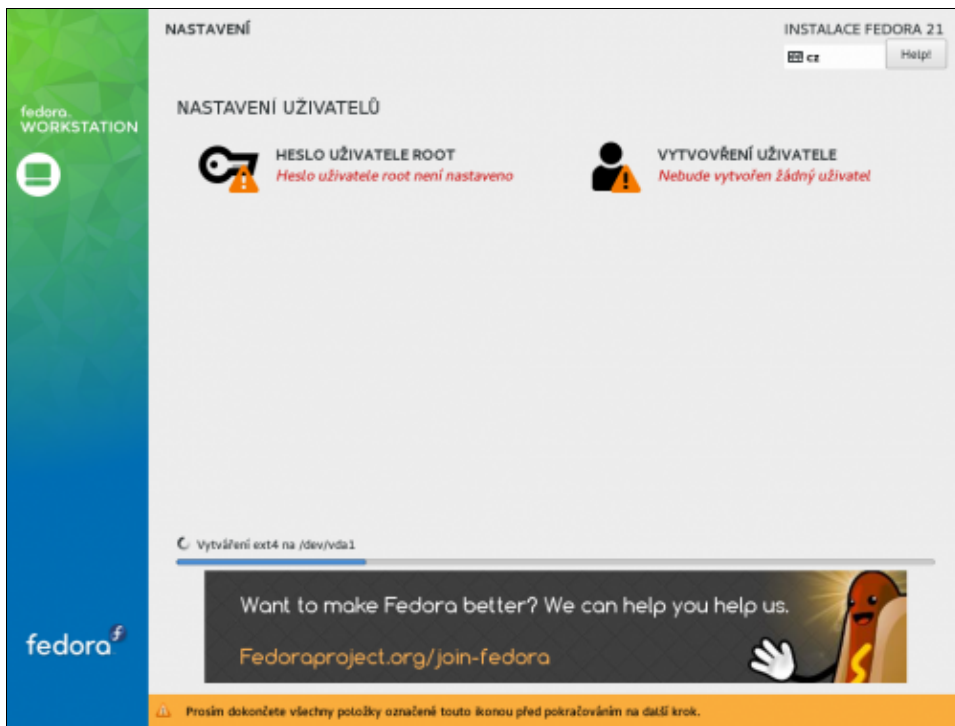 NASTAVENÍ
INSTALACE FEDORA 21
cz
Help!
fedora
WORKSTATION
NASTAVENÍ UŽIVATELŮ
HESLO UŽIVATELE ROOT
Heslo uživatele root není nastaveno
VYTVOVŘENÍ UŽIVATELE
Nebude vytvořen žádný uživatel
Vytváření ext4 na /dev/vda1
Want to make Fedora better? We can help you help us.
Fedoraproject.org/join-fedora
fedora
Prosím dokončete všechny položky označené touto ikonou před pokračováním na další krok.